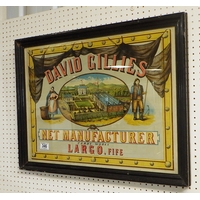 DAVID GILLIES
NET MANUFACTURER
LARGO, FIFE